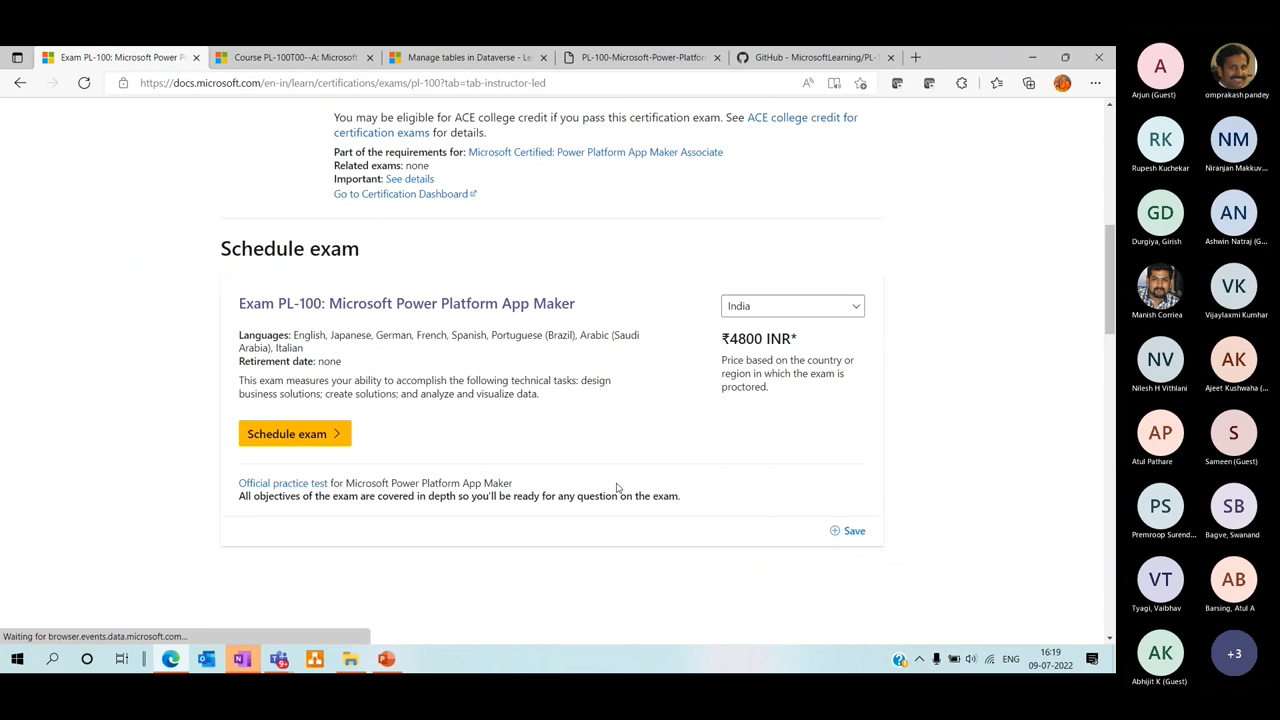 Exam PL-100: Microsoft Power P
Course PL-100T00--A: Microsoft
Manage tables in Dataverse - Le
PL-100-Microsoft-Power-Platfor
GitHub - MicrosoftLearning/PL-
https://docs.microsoft.com/en-in/learn/certifications/exams/pl-100?tab=tab-instructor-led
You may be eligible for ACE college credit if you pass this certification exam. See ACE college credit for
certification exams for details.
Part of the requirements for: Microsoft Certified: Power Platform App Maker Associate
Related exams: none
Important: See details
Go to Certification Dashboard
Schedule exam
Exam PL-100: Microsoft Power Platform App Maker
India
Languages: English, Japanese, German, French, Spanish, Portuguese (Brazil), Arabic (Saudi
Arabia), Italian
Retirement date: none
₹4800 INR*
Price based on the country or
region in which the exam is
proctored.
This exam measures your ability to accomplish the following technical tasks: design
business solutions; create solutions; and analyze and visualize data.
Schedule exam
Official practice test for Microsoft Power Platform App Maker
All objectives of the exam are covered in depth so you'll be ready for any question on the exam.
Save
Waiting for browser.events.data.microsoft.com...
ENG
16:19
09-07-2022
A
Arjun (Guest)
omprakash pandey
RK
Rupesh Kuchekar
NM
Niranjan Makkuv...
GD
Durgiya, Girish
AN
Ashwin Natraj (G...
Manish Corriea
VK
Vijaylaxmi Kumhar
NV
Nilesh H Vithlani
AK
Ajeet Kushwaha (...
AP
Atul Pathare
S
Sameen (Guest)
PS
Premroop Surend...
SB
Bagve, Swanand
VT
Tyagi, Vaibhav
AB
Barsing, Atul A
AK
Abhijit K (Guest)
+3